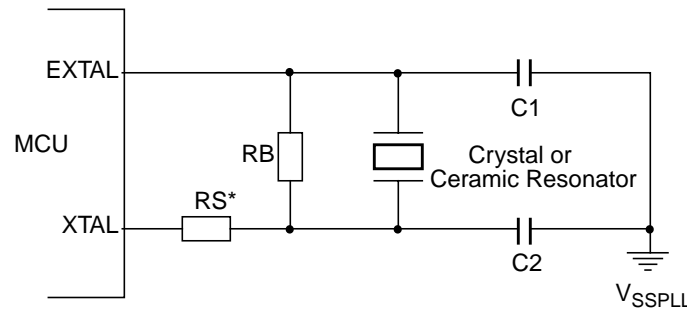 EXTAL
C1
MCU
RB
Crystal or
Ceramic Resonator
RS*
XTAL
C2
VSSPLL